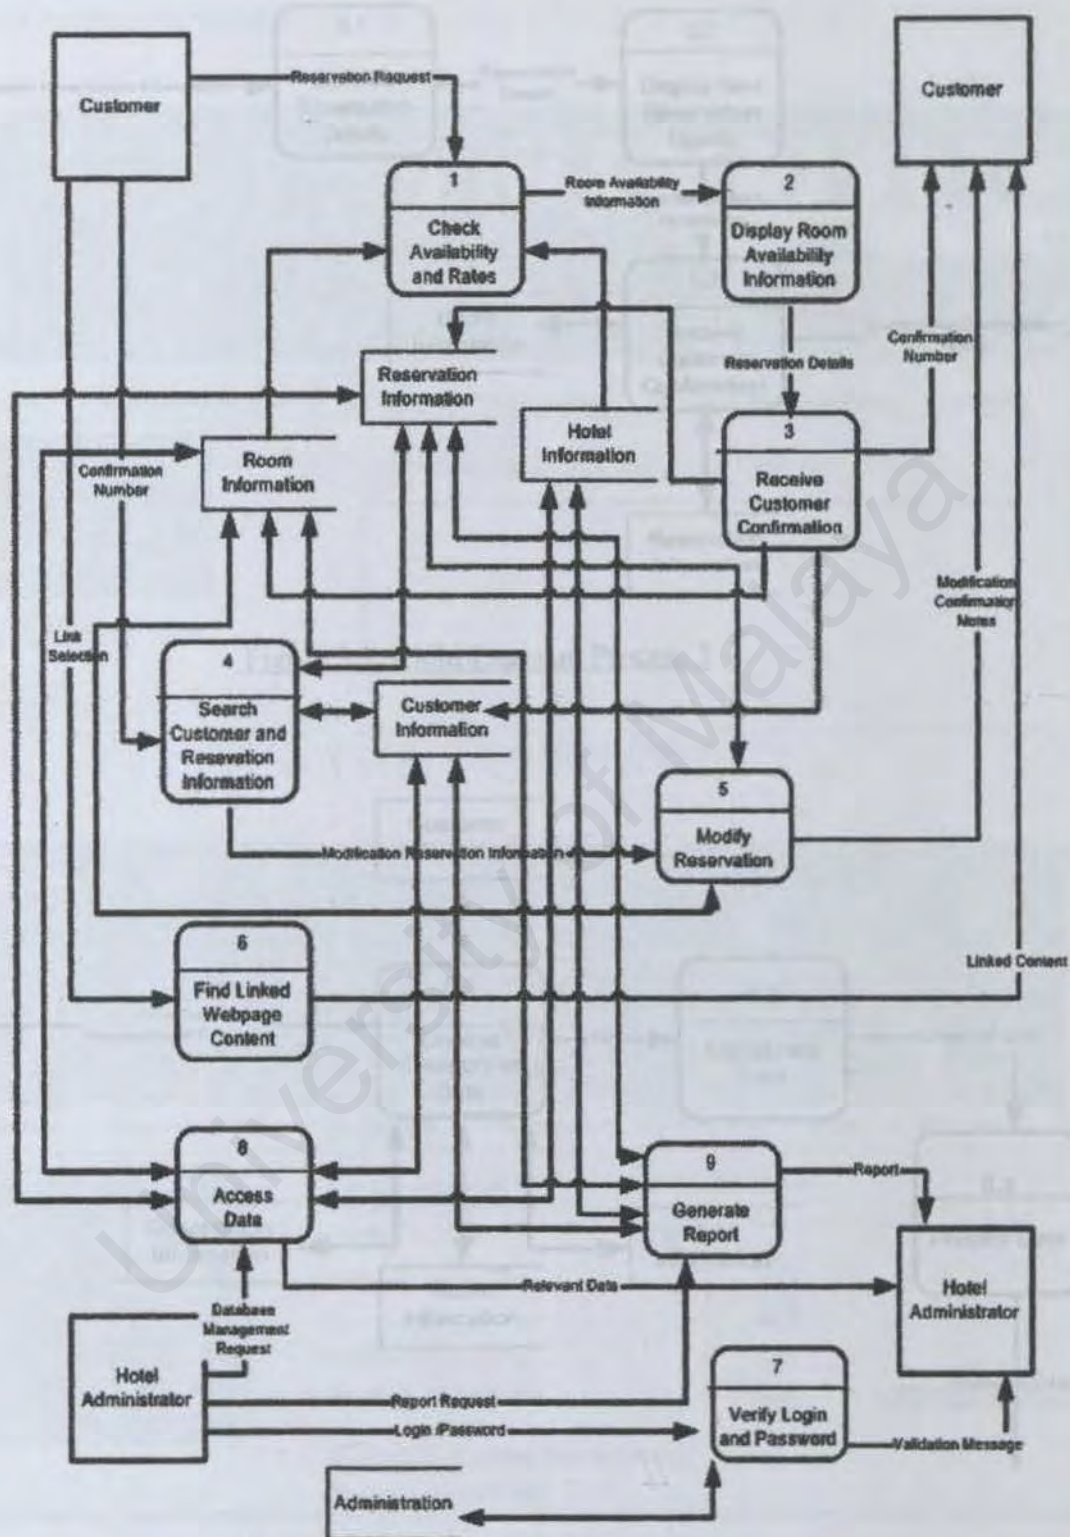 Customer
Customer
Reservation Request
1
Check
Availability
and Rates
Room Availability
Information
2
Display Room
Availability
Information
Reservation Details
Confirmation
Number
Reservation
Information
Hotel
Information
3
Receive
Customer
Confirmation
Room
Information
Confirmation
Number
Link
Selection
Modification
Confirmation
Notes
4
Search
Customer and
Resevation
Information
Customer
Information
5
Modify
Reservation
Modification Reservation Information
6
Find Linked
Webpage
Content
Linked Content
8
Access
Data
9
Generate
Report
Report
Relevant Data
Hotel
Administrator
Database
Management
Request
Hotel
Administrator
Report Request
Login /Password
7
Verify Login
and Password
Validation Message
Administration
University of Malaya